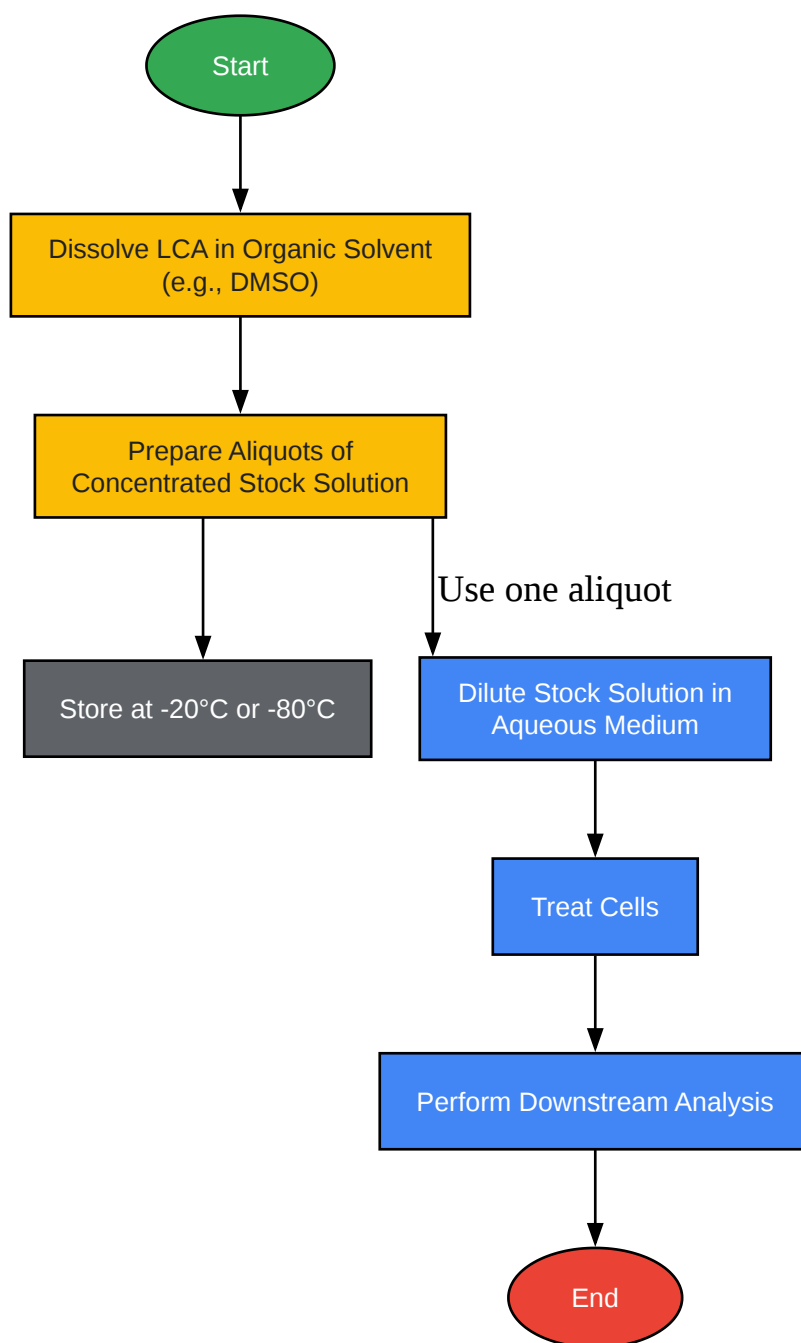 Start
Dissolve LCA in Organic Solvent
(e.g., DMSO)
Prepare Aliquots of
Concentrated Stock Solution
Use one aliquot
Store at -20°C or -80°C
Dilute Stock Solution in
Aqueous Medium
Treat Cells
Perform Downstream Analysis
End